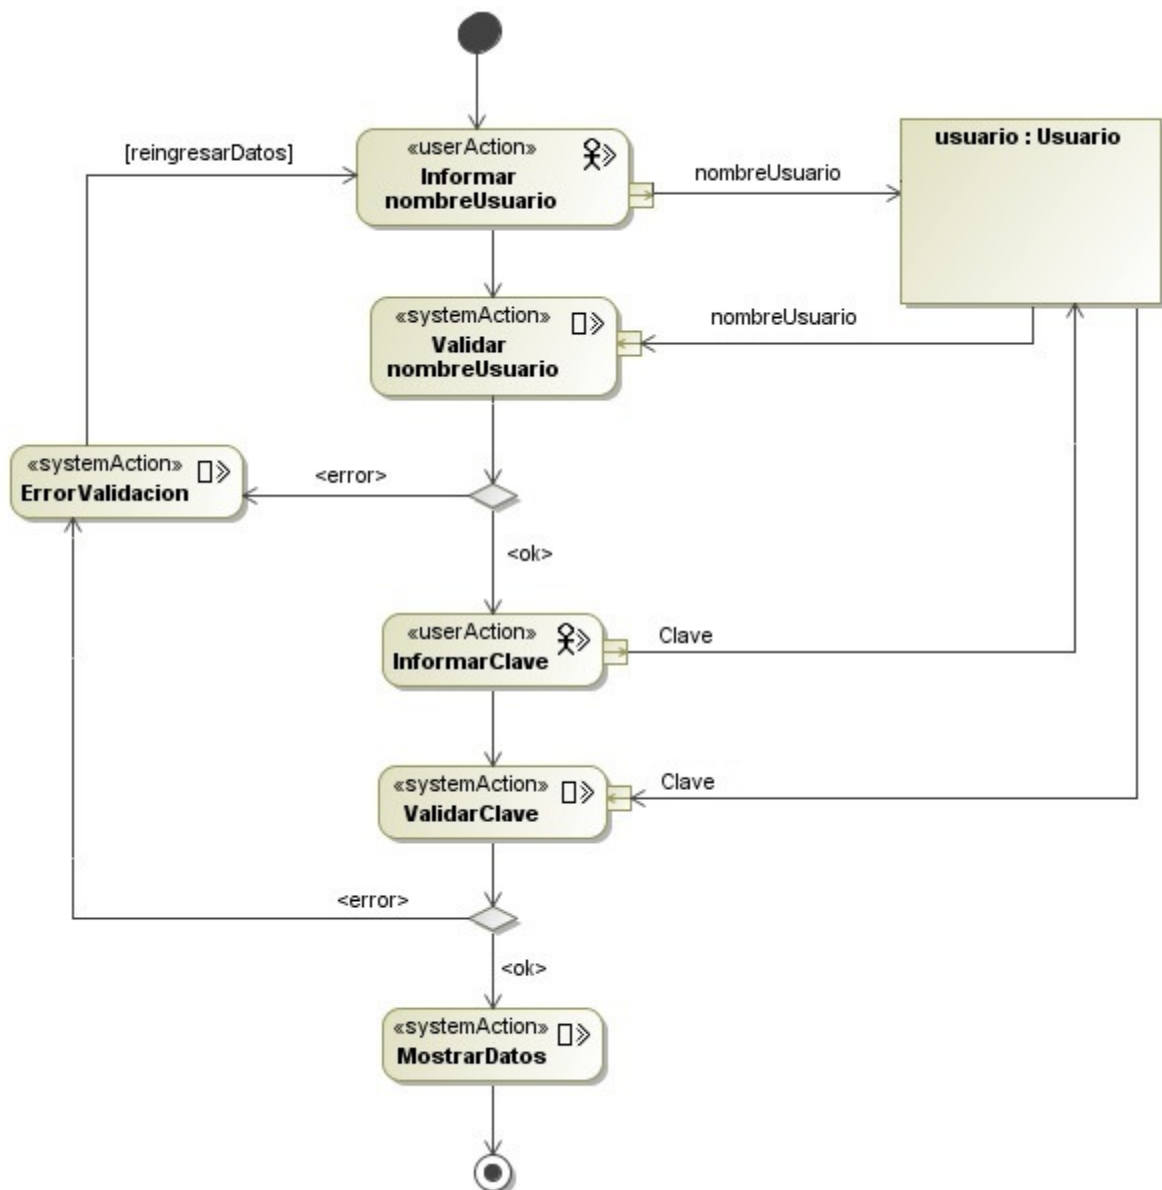 «userAction»
Informar
nombreUsuario
[reingresarDatos]
nombreUsuario
usuario : Usuario
«systemAction»
Validar
nombreUsuario
nombreUsuario
«systemAction»
ErrorValidacion
<error>
<ok>
«userAction»
InformarClave
Clave
«systemAction»
ValidarClave
Clave
<error>
<ok>
«systemAction»
MostrarDatos